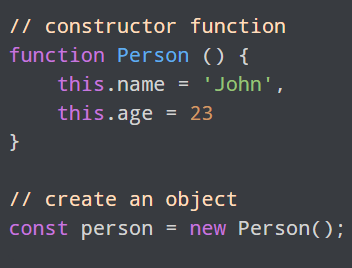 // constructor function
function Person () {
    this.name = 'John',
    this.age = 23
}

// create an object
const person = new Person();